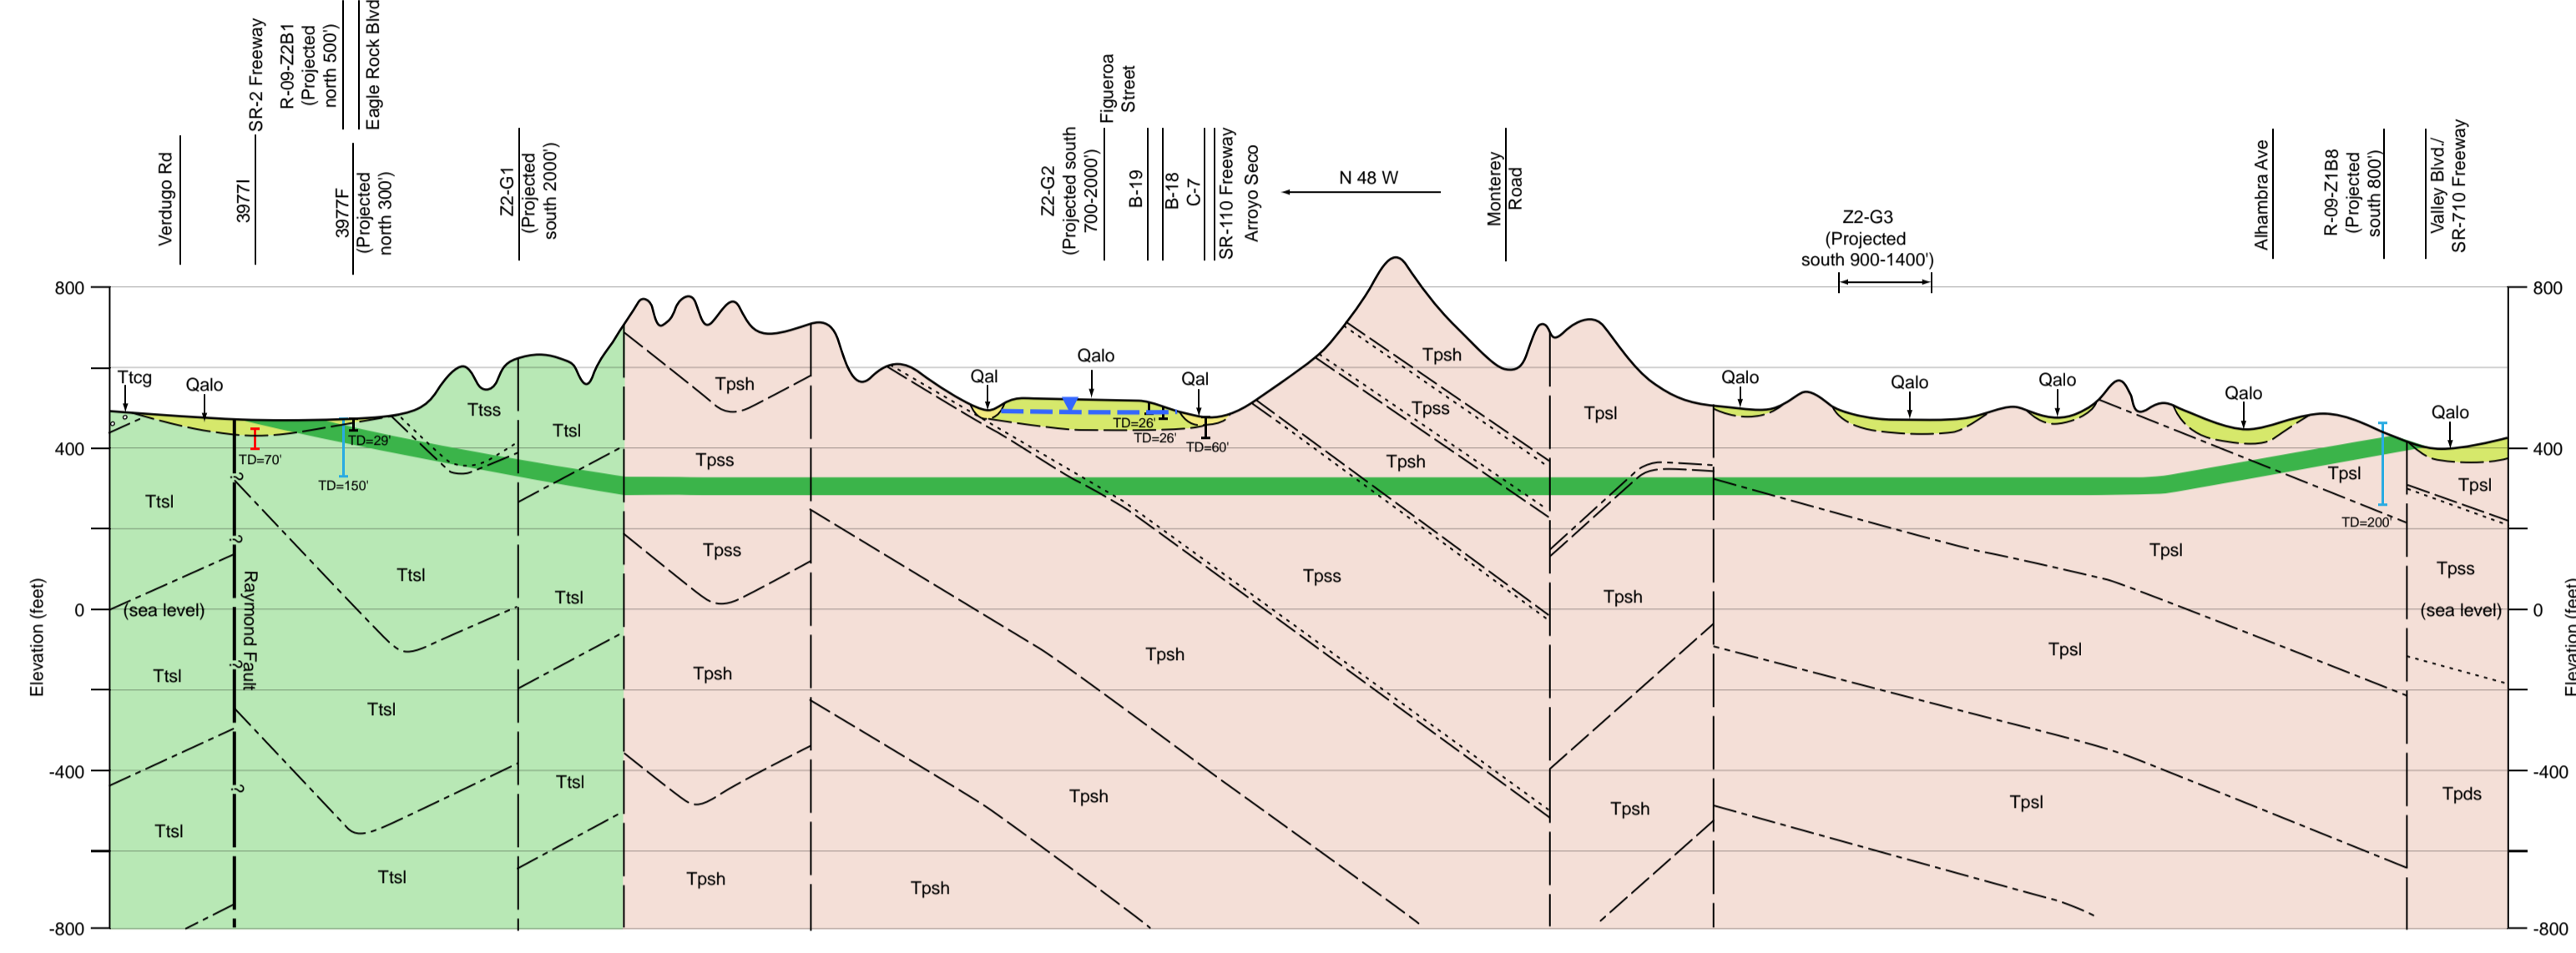 SR-2 Freeway
R-09-Z2B1
(Projected
north 500')
Eagle Rock Blvd
Verdugo Rd
3977I
3977F
(Projected
north 300')
Z2-G1
(Projected
south 2000')
Z2-G2
(Projected south
700-2000')
Figueroa
Street
B-19
B-18
C-7
SR-110 Freeway
Arroyo Seco
N 48 W
Monterey
Road
Z2-G3
(Projected
south 900-1400')
Alhambra Ave
R-09-Z1B8
(Projected
south 800')
Valley Blvd./
SR-710 Freeway
800
400
0
-400
-800
Elevation (feet)
(sea level)
Ttcg
Qalo
TD=70'
TD=150'
TD=29'
Ttss
Ttsl
Ttsl
Ttsl
Ttsl
Ttsl
Ttsl
Ttsl
Ttsl
Ttsl
?
?
?
?
Raymond Fault
Tpsh
Tpss
Tpss
Tpsh
Tpsh
Qal
Qalo
Qal
TD=26'
TD=26'
TD=60'
Tpsh
Tpss
Tpsh
Tpss
Tpsh
Tpsh
Tpsh
Tpsl
Tpsh
Tpsh
Qalo
Qalo
Qalo
Qalo
Qalo
Tpsl
TD=200'
Tpsl
Tpsl
Tpsl
Tpsl
Tpss
(sea level)
Tpds
800
400
0
-400
-800
Elevation (feet)